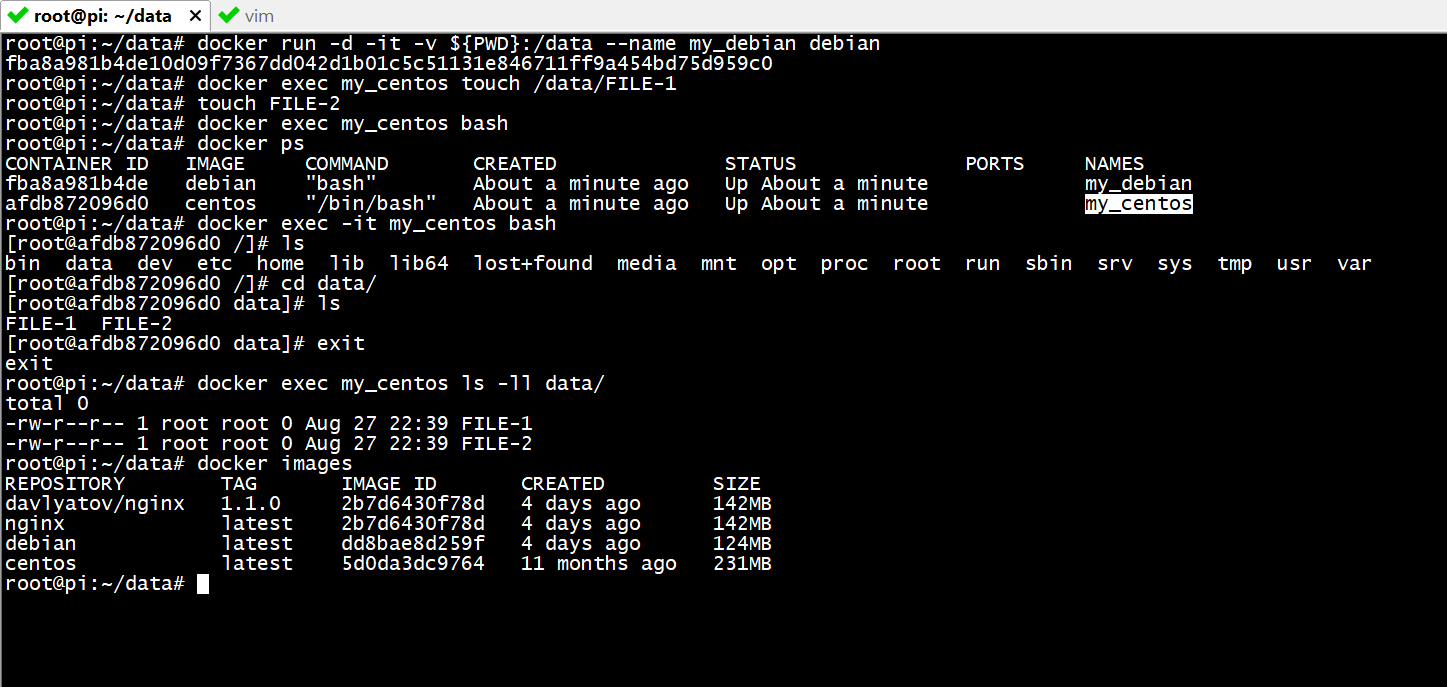 root@pi: ~/data × vim
root@pi:~/data# docker run -d -it -v ${PWD}:/data --name my_debian debian
fba8a981b4de10d09f7367dd042d1b01c5c51131e846711ff9a454bd75d959c0
root@pi:~/data# docker exec my_centos touch /data/FILE-1
root@pi:~/data# touch FILE-2
root@pi:~/data# docker exec my_centos bash
root@pi:~/data# docker ps
CONTAINER ID   IMAGE     COMMAND       CREATED              STATUS              PORTS     NAMES
fba8a981b4de   debian    "bash"        About a minute ago   Up About a minute             my_debian
afdb872096d0   centos    "/bin/bash"   About a minute ago   Up About a minute             my_centos
root@pi:~/data# docker exec -it my_centos bash
[root@afdb872096d0 /]# ls
bin  data  dev  etc  home  lib  lib64  lost+found  media  mnt  opt  proc  root  run  sbin  srv  sys  tmp  usr  var
[root@afdb872096d0 /]# cd data/
[root@afdb872096d0 data]# ls
FILE-1  FILE-2
[root@afdb872096d0 data]# exit
exit
root@pi:~/data# docker exec my_centos ls -ll data/
total 0
-rw-r--r-- 1 root root 0 Aug 27 22:39 FILE-1
-rw-r--r-- 1 root root 0 Aug 27 22:39 FILE-2
root@pi:~/data# docker images
REPOSITORY        TAG       IMAGE ID       CREATED         SIZE
davlyatov/nginx   1.1.0     2b7d6430f78d   4 days ago      142MB
nginx             latest    2b7d6430f78d   4 days ago      142MB
debian            latest    dd8bae8d259f   4 days ago      124MB
centos            latest    5d0da3dc9764   11 months ago   231MB
root@pi:~/data#